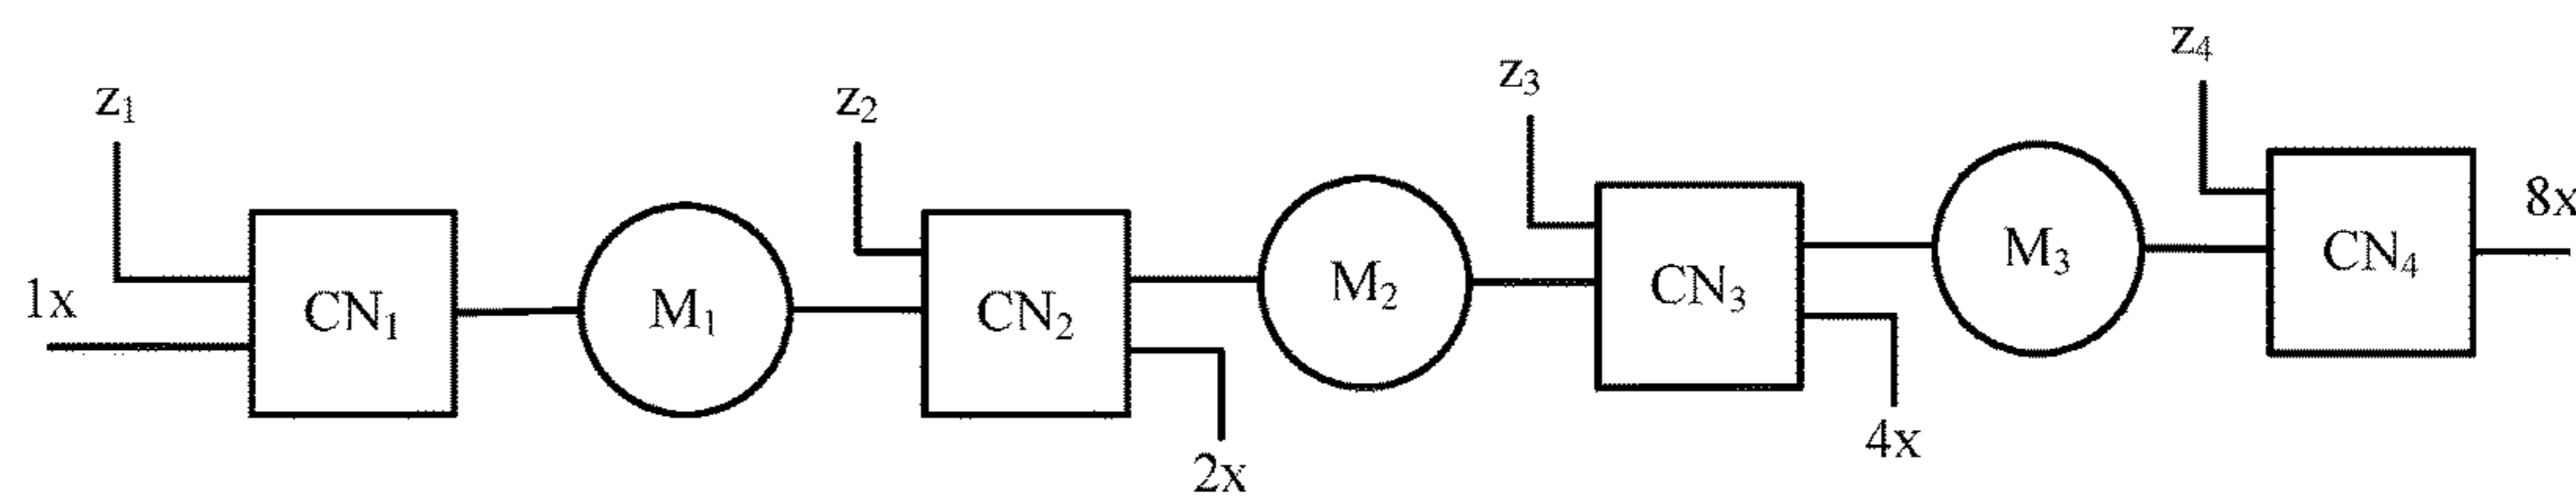 z₁
z₂
z₃
z₄
1x
CN₁
M₁
CN₂
M₂
CN₃
M₃
CN₄
8x
2x
4x